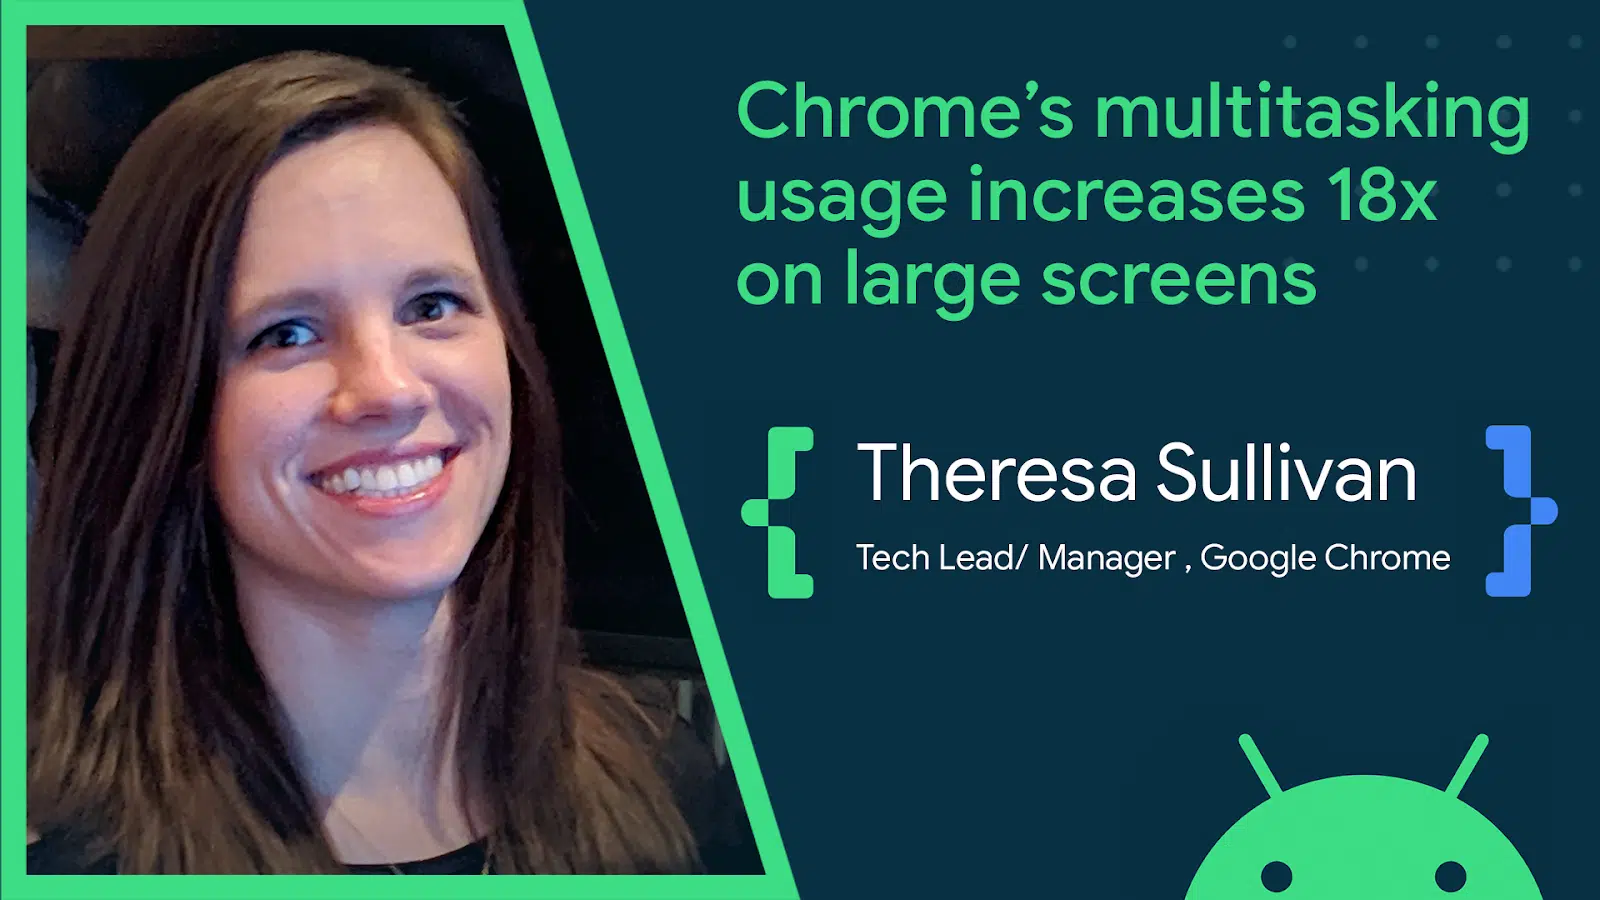 Chrome’s multitasking
usage increases 18x
on large screens
Theresa Sullivan
Tech Lead/ Manager , Google Chrome